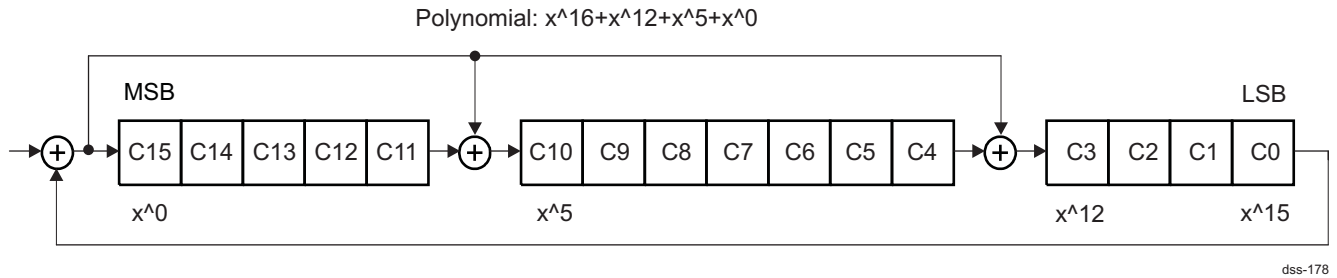 Polynomial: x^16+x^12+x^5+x^0
MSB
LSB
+ C15 C14 C13 C12 C11 + C10 C9 C8 C7 C6 C5 C4 + C3 C2 C1 C0
x^0 x^5 x^12 x^15
dss-178